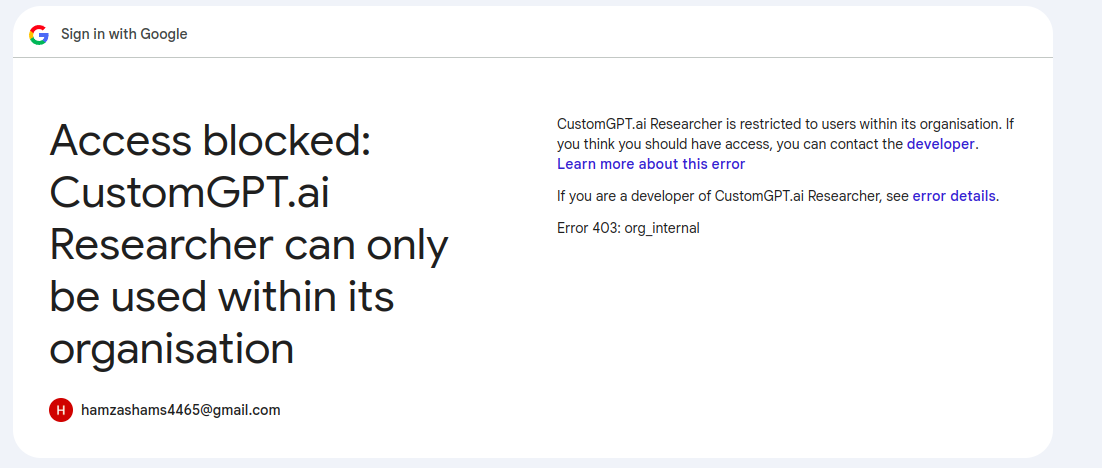 Sign in with Google
Access blocked:
CustomGPT.ai
Researcher can only
be used within its
organisation
H hamzashams4465@gmail.com
CustomGPT.ai Researcher is restricted to users within its organisation. If
you think you should have access, you can contact the developer.
Learn more about this error
If you are a developer of CustomGPT.ai Researcher, see error details.
Error 403: org_internal